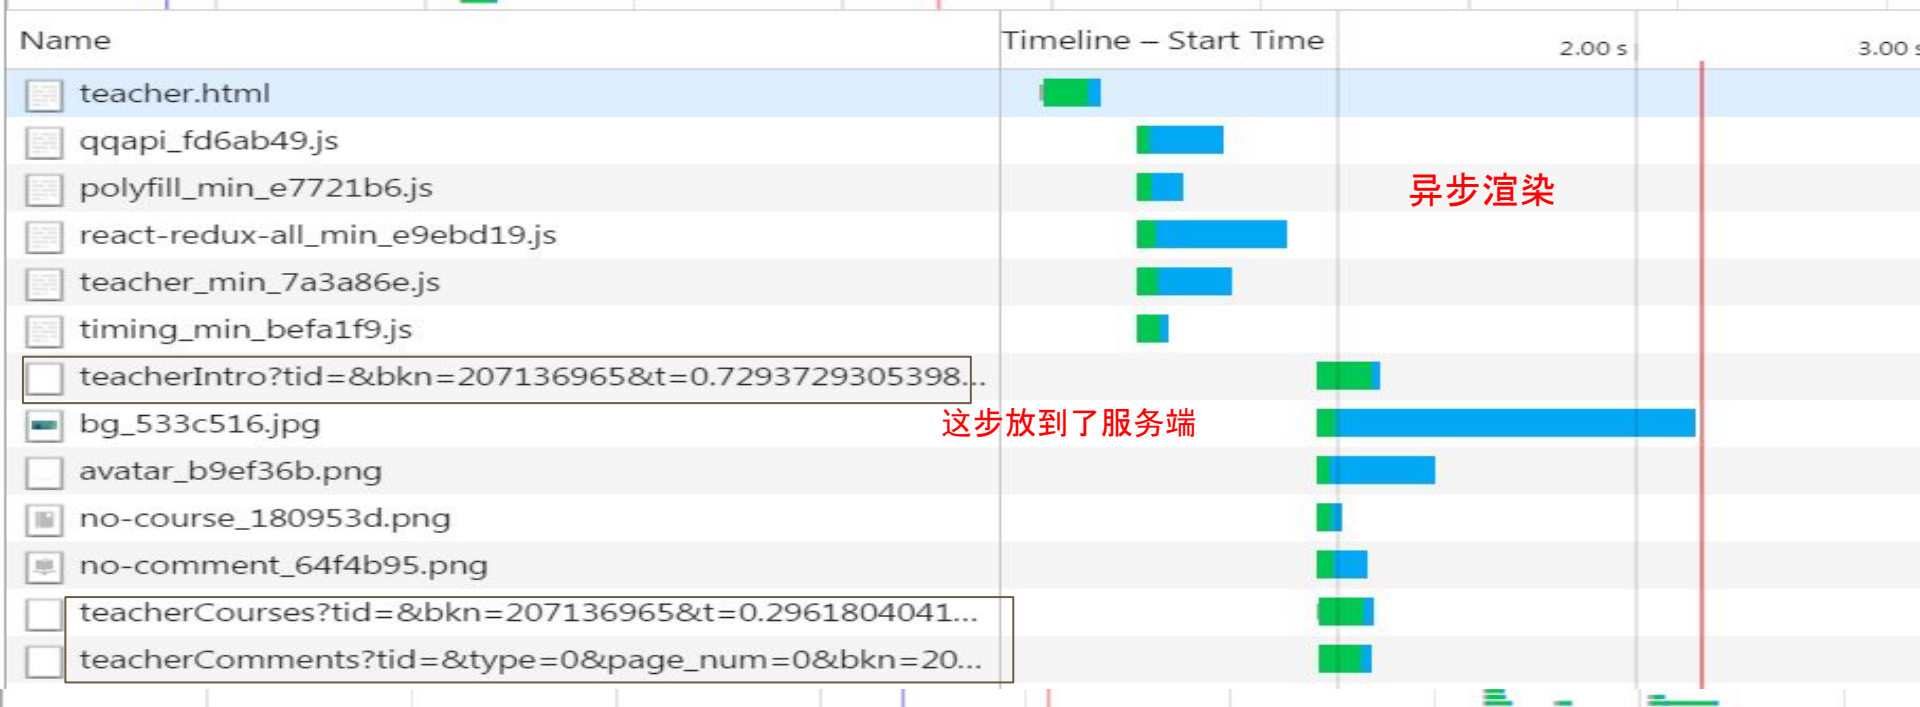 Name
Timeline – Start Time
2.00 s
3.00 s
teacher.html
qqapi_fd6ab49.js
polyfill_min_e7721b6.js
异步渲染
react-redux-all_min_e9ebd19.js
teacher_min_7a3a86e.js
timing_min_befa1f9.js
teacherIntro?tid=&bkn=207136965&t=0.7293729305398...
bg_533c516.jpg
这步放到了服务端
avatar_b9ef36b.png
no-course_180953d.png
no-comment_64f4b95.png
teacherCourses?tid=&bkn=207136965&t=0.2961804041...
teacherComments?tid=&type=0&page_num=0&bkn=20...